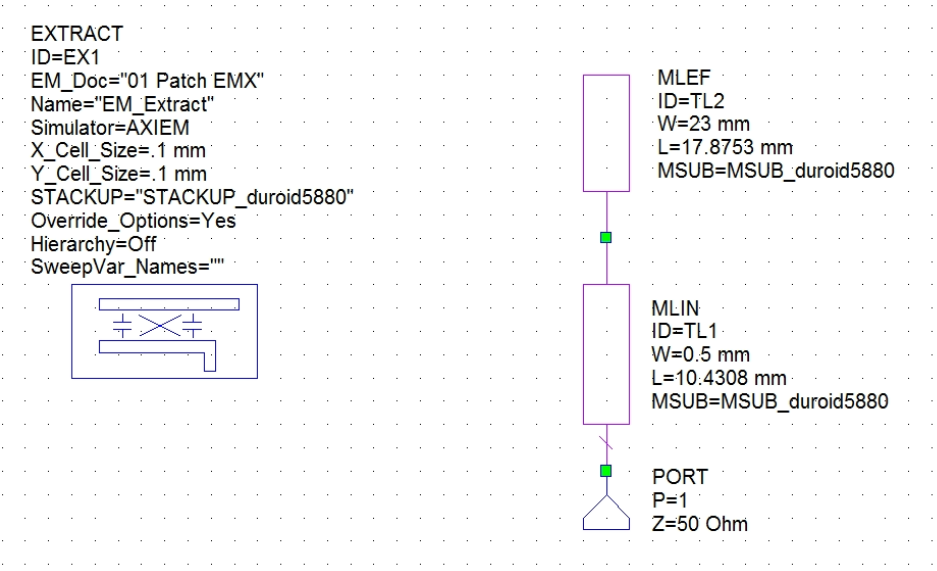 EXTRACT
ID=EX1
EM_Doc="01 Patch EMX"
Name="EM_Extract"
Simulator=AXIEM
X_Cell_Size=.1 mm
Y_Cell_Size=.1 mm
STACKUP="STACKUP_duroid5880"
Override_Options=Yes
Hierarchy=Off
SweepVar_Names=""
MLEF
ID=TL2
W=23 mm
L=17.8753 mm
MSUB=MSUB_duroid5880
MLIN
ID=TL1
W=0.5 mm
L=10.4308 mm
MSUB=MSUB_duroid5880
PORT
P=1
Z=50 Ohm